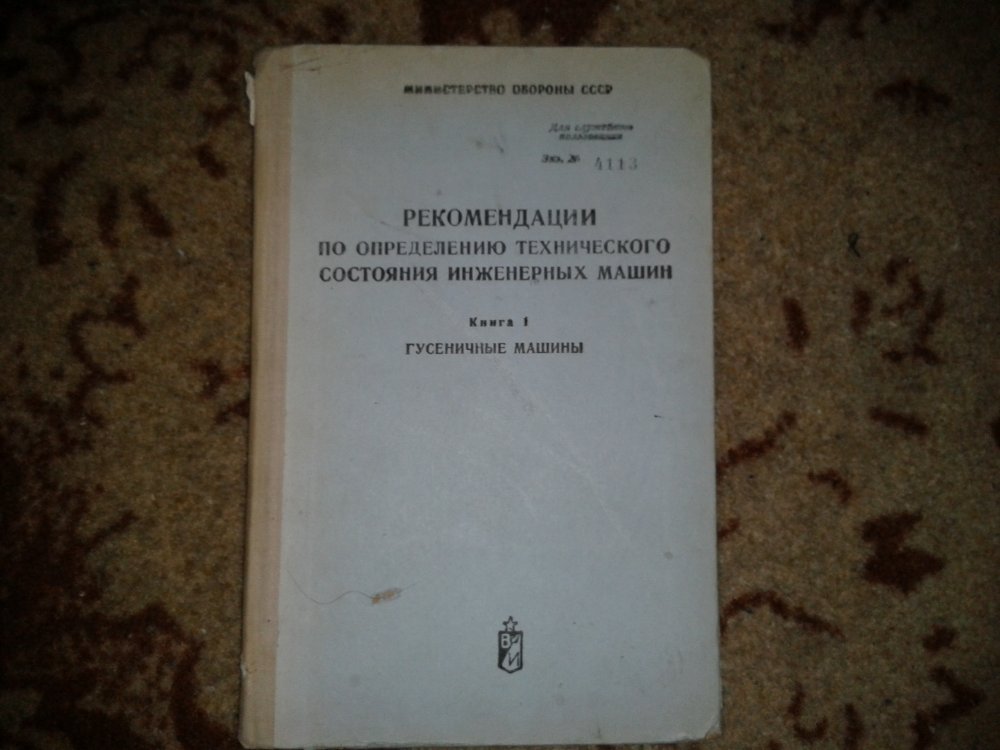 МИНИСТЕРСТВО ОБОРОНЫ СССР
Для служебного
пользования
Экз. № 4113
РЕКОМЕНДАЦИИ
ПО ОПРЕДЕЛЕНИЮ ТЕХНИЧЕСКОГО
СОСТОЯНИЯ ИНЖЕНЕРНЫХ МАШИН
Книга 1
ГУСЕНИЧНЫЕ МАШИНЫ
ВИ